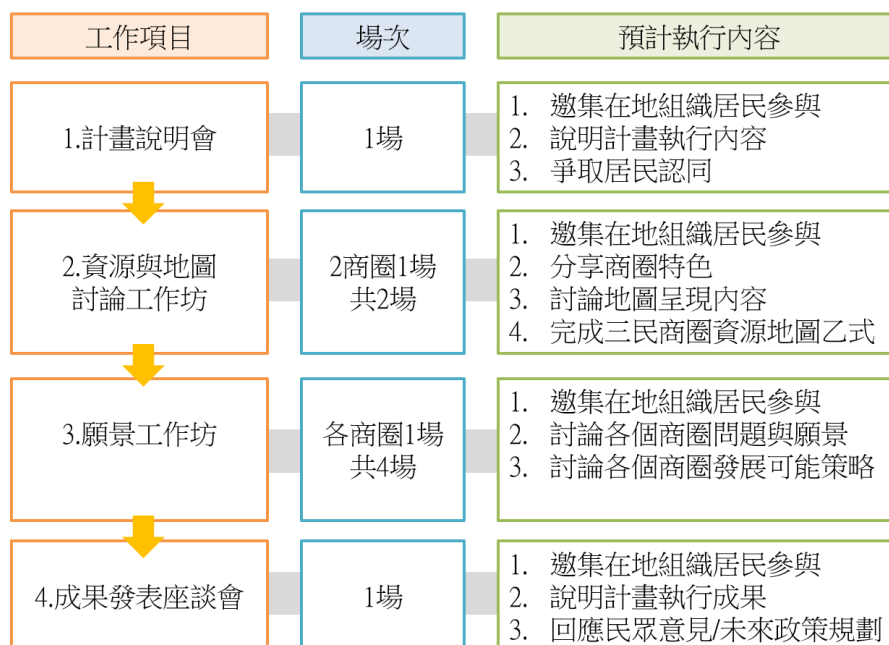 工作項目
場次
預計執行內容
1.計畫說明會
1場
1. 邀集在地組織居民參與
2. 說明計畫執行內容
3. 爭取居民認同
2.資源與地圖
討論工作坊
2商圈1場
共2場
1. 邀集在地組織居民參與
2. 分享商圈特色
3. 討論地圖呈現內容
4. 完成三民商圈資源地圖乙式
3.願景工作坊
各商圈1場
共4場
1. 邀集在地組織居民參與
2. 討論各個商圈問題與願景
3. 討論各個商圈發展可能策略
4.成果發表座談會
1場
1. 邀集在地組織居民參與
2. 說明計畫執行成果
3. 回應民眾意見/未來政策規劃